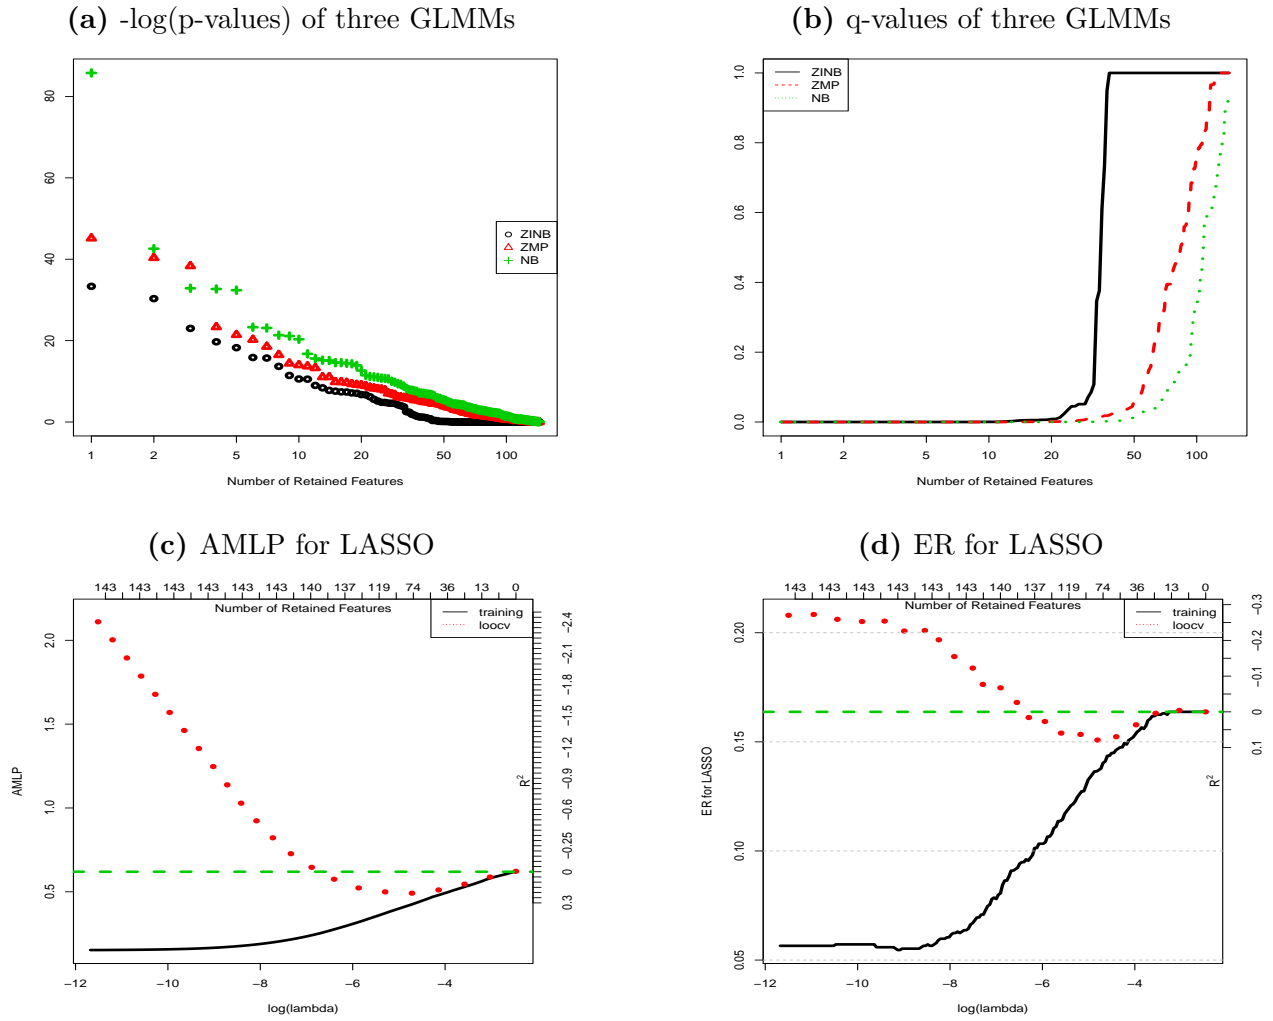 (a) -log(p-values) of three GLMMs
80
60
40
20
0
ZINB
ZMP
NB
1 2 5 10 20 50 100
Number of Retained Features
(b) q-values of three GLMMs
ZINB
ZMP
NB
1.0
0.8
0.6
0.4
0.2
0.0
1 2 5 10 20 50 100
Number of Retained Features
(c) AMLP for LASSO
143 143 143 143 143 143 140 137 119 74 36 13 0
Number of Retained Features
training
loocv
AMLP
2.0
1.5
1.0
0.5
-2.4
-2.1
-1.8
-1.5
-1.2
-0.9
-0.6
-0.25
0
0.3
R²
-12 -10 -8 -6 -4
log(lambda)
(d) ER for LASSO
143 143 143 143 143 143 140 137 119 74 36 13 0
Number of Retained Features
training
loocv
ER for LASSO
0.20
0.15
0.10
0.05
-0.3
-0.2
-0.1
0
0.1
R²
-12 -10 -8 -6 -4
log(lambda)